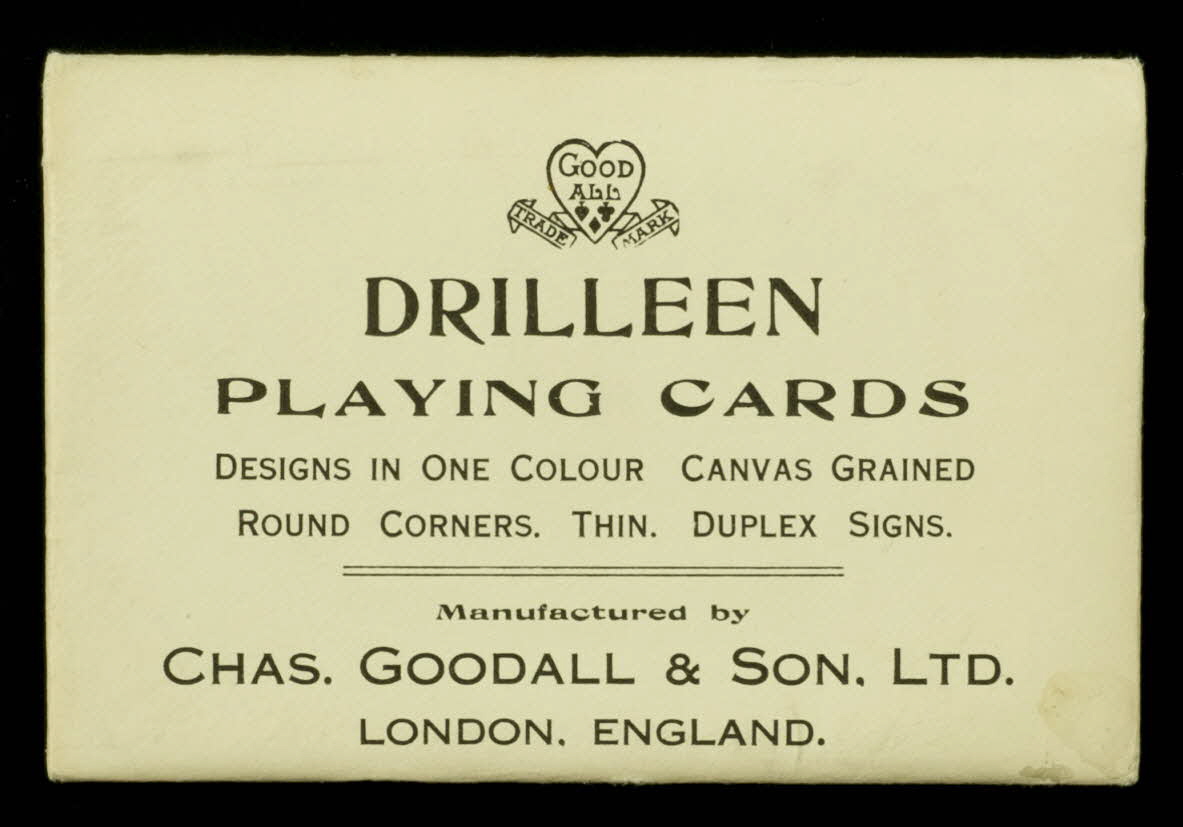 GOOD
ALL
TRADE MARK
DRILLEEN
PLAYING CARDS
DESIGNS IN ONE COLOUR CANVAS GRAINED
ROUND CORNERS. THIN. DUPLEX SIGNS.
Manufactured by
CHAS. GOODALL & SON, LTD.
LONDON, ENGLAND.